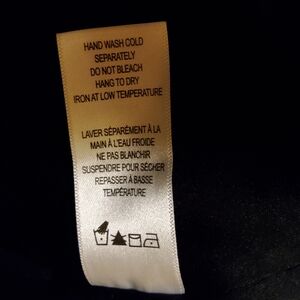 HAND WASH COLD
SEPARATELY
DO NOT BLEACH
HANG TO DRY
IRON AT LOW TEMPERATURE
LAVER SÉPARÉMENT À LA
MAIN À L'EAU FROIDE
NE PAS BLANCHIR
SUSPENDRE POUR SÉCHER
REPASSER À BASSE
TEMPÉRATURE